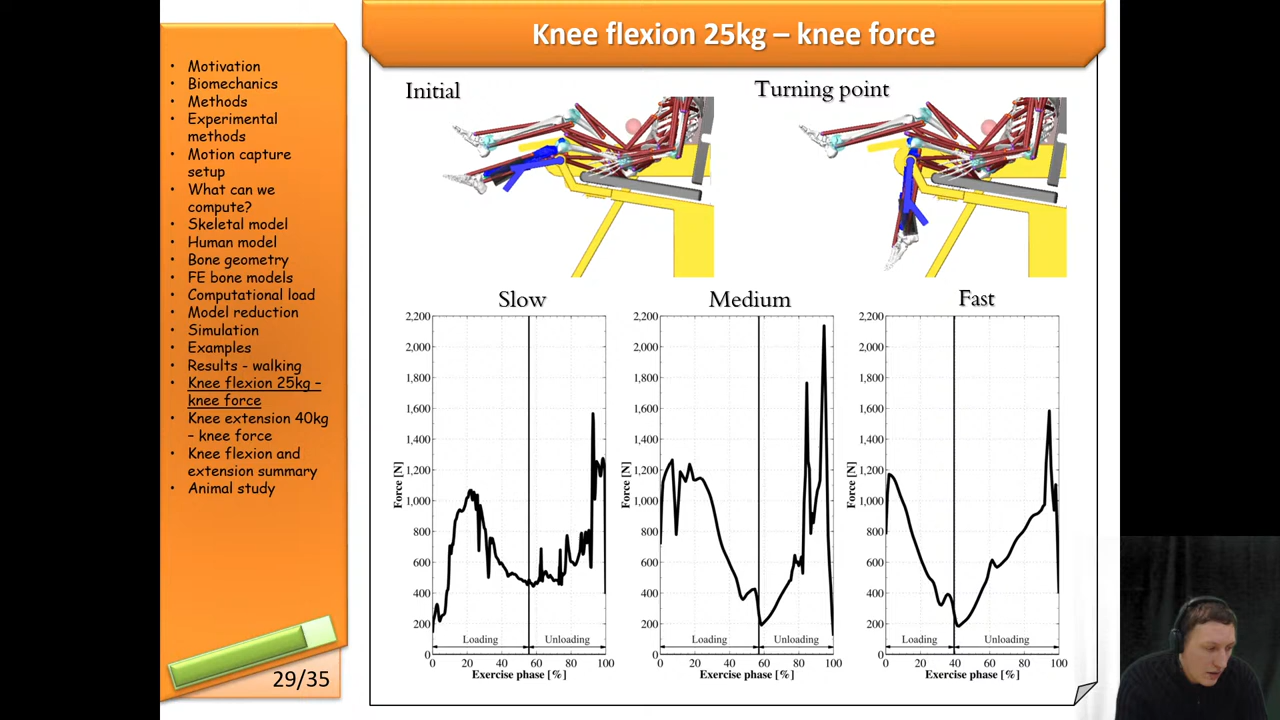 Knee flexion 25kg – knee force
• Motivation
• Biomechanics
• Methods
• Experimental
methods
• Motion capture
setup
• What can we
compute?
• Skeletal model
• Human model
• Bone geometry
• FE bone models
• Computational load
• Model reduction
• Simulation
• Examples
• Results - walking
• Knee flexion 25kg –
knee force
• Knee extension 40kg
– knee force
• Knee flexion and
extension summary
• Animal study
29/35
Initial
Turning point
Slow
Medium
Fast
2,200
2,000
1,800
1,600
1,400
1,200
1,000
800
600
400
200
0
Force [N]
Loading
Unloading
0 20 40 60 80 100
Exercise phase [%]
2,200
2,000
1,800
1,600
1,400
1,200
1,000
800
600
400
200
0
Force [N]
Loading
Unloading
0 20 40 60 80 100
Exercise phase [%]
2,200
2,000
1,800
1,600
1,400
1,200
1,000
800
600
400
200
0
Force [N]
Loading
Unloading
0 20 40 60 80 100
Exercise phase [%]